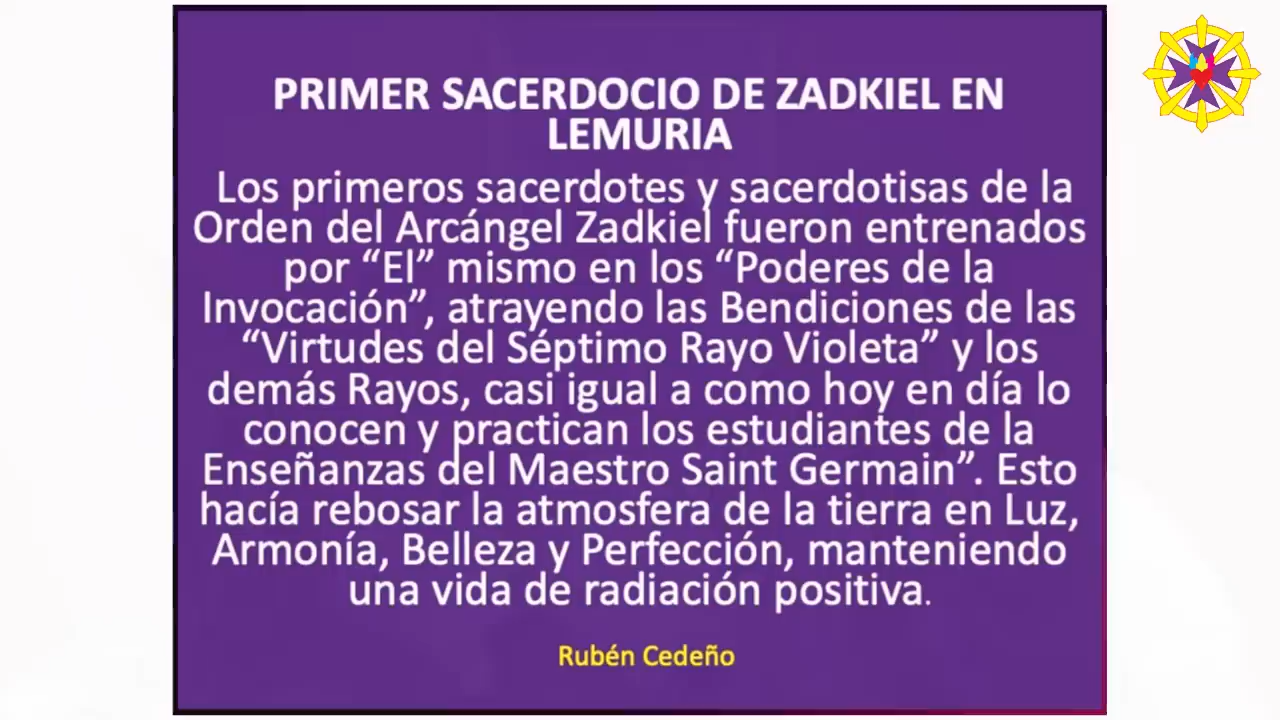 PRIMER SACERDOCIO DE ZADKIEL EN
LEMURIA
Los primeros sacerdotes y sacerdotisas de la
Orden del Arcángel Zadkiel fueron entrenados
por “El” mismo en los “Poderes de la
Invocación”, atrayendo las Bendiciones de las
“Virtudes del Séptimo Rayo Violeta” y los
demás Rayos, casi igual a como hoy en día lo
conocen y practican los estudiantes de la
Enseñanzas del Maestro Saint Germain”. Esto
hacía rebosar la atmosfera de la tierra en Luz,
Armonía, Belleza y Perfección, manteniendo
una vida de radiación positiva.
Rubén Cedeño